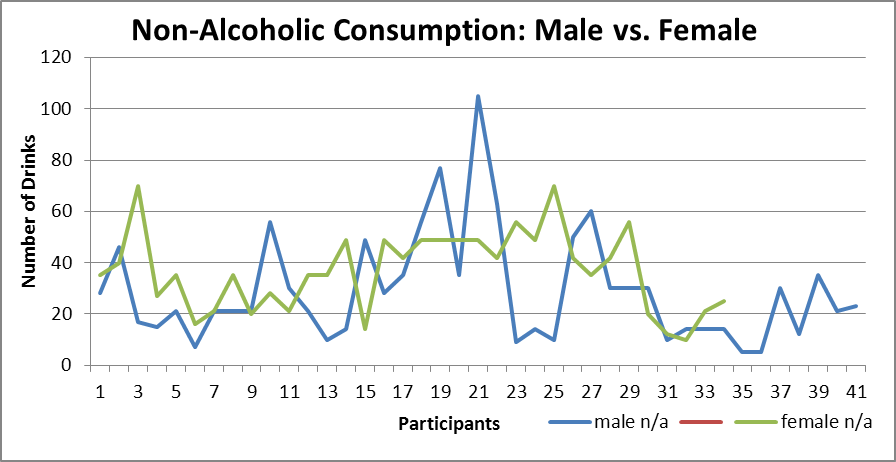 Non-Alcoholic Consumption: Male vs. Female
120
100
80
60
40
20
0
Number of Drinks
1 3 5 7 9 11 13 15 17 19 21 23 25 27 29 31 33 35 37 39 41
Participants
male n/a female n/a